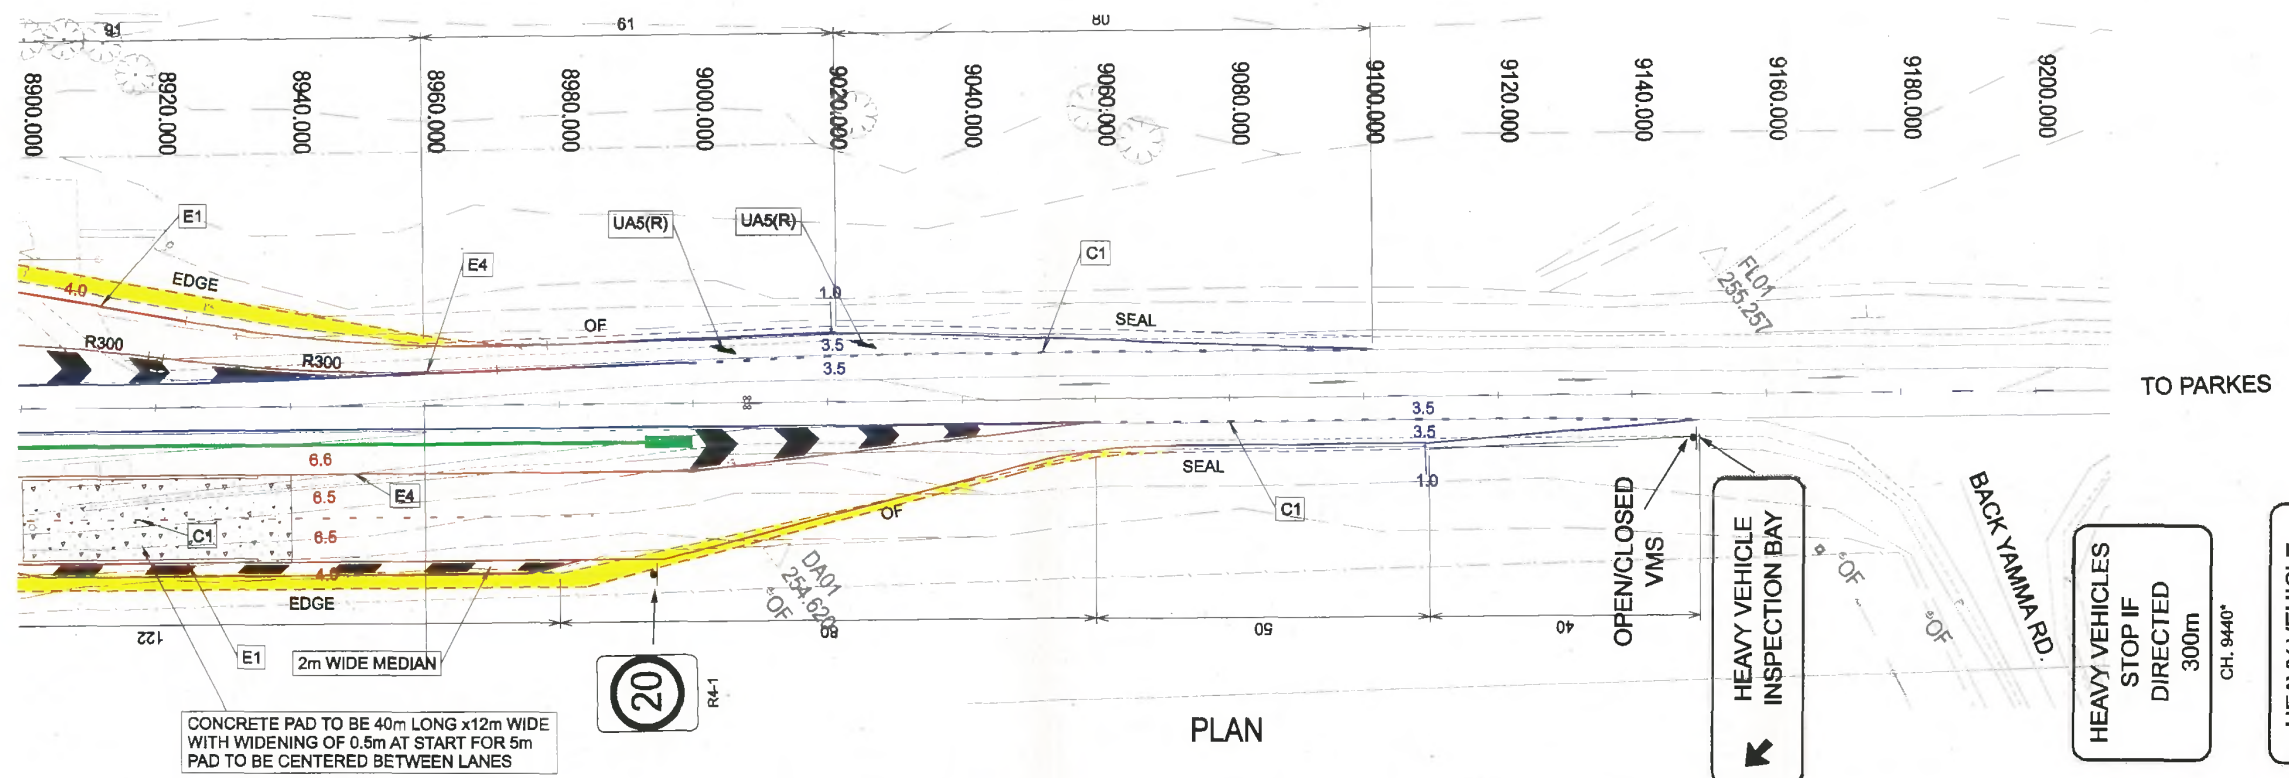 91
61
80
8900.000
8920.000
8940.000
8960.000
8980.000
9000.000
9020.000
9040.000
9060.000
9080.000
9100.000
9120.000
9140.000
9160.000
9180.000
9200.000
E1
UA5(R)
UA5(R)
C1
E4
EDGE
4.0
1.0
OF
SEAL
R300
R300
3.5
3.5
FL01
255.257
TO PARKES
3.5
3.5
6.6
SEAL
1.0
E4
6.5
C1
6.5
OF
C1
4.0
EDGE
DA01
254.620
OF
122
80
50
40
E1
2m WIDE MEDIAN
20
R4-1
OPEN/CLOSED
VMS
HEAVY VEHICLE
INSPECTION BAY
OF
OF
BACK YAMMA RD.
HEAVY VEHICLES
STOP IF
DIRECTED
300m
CH. 9440*
CONCRETE PAD TO BE 40m LONG x12m WIDE
WITH WIDENING OF 0.5m AT START FOR 5m
PAD TO BE CENTERED BETWEEN LANES
PLAN